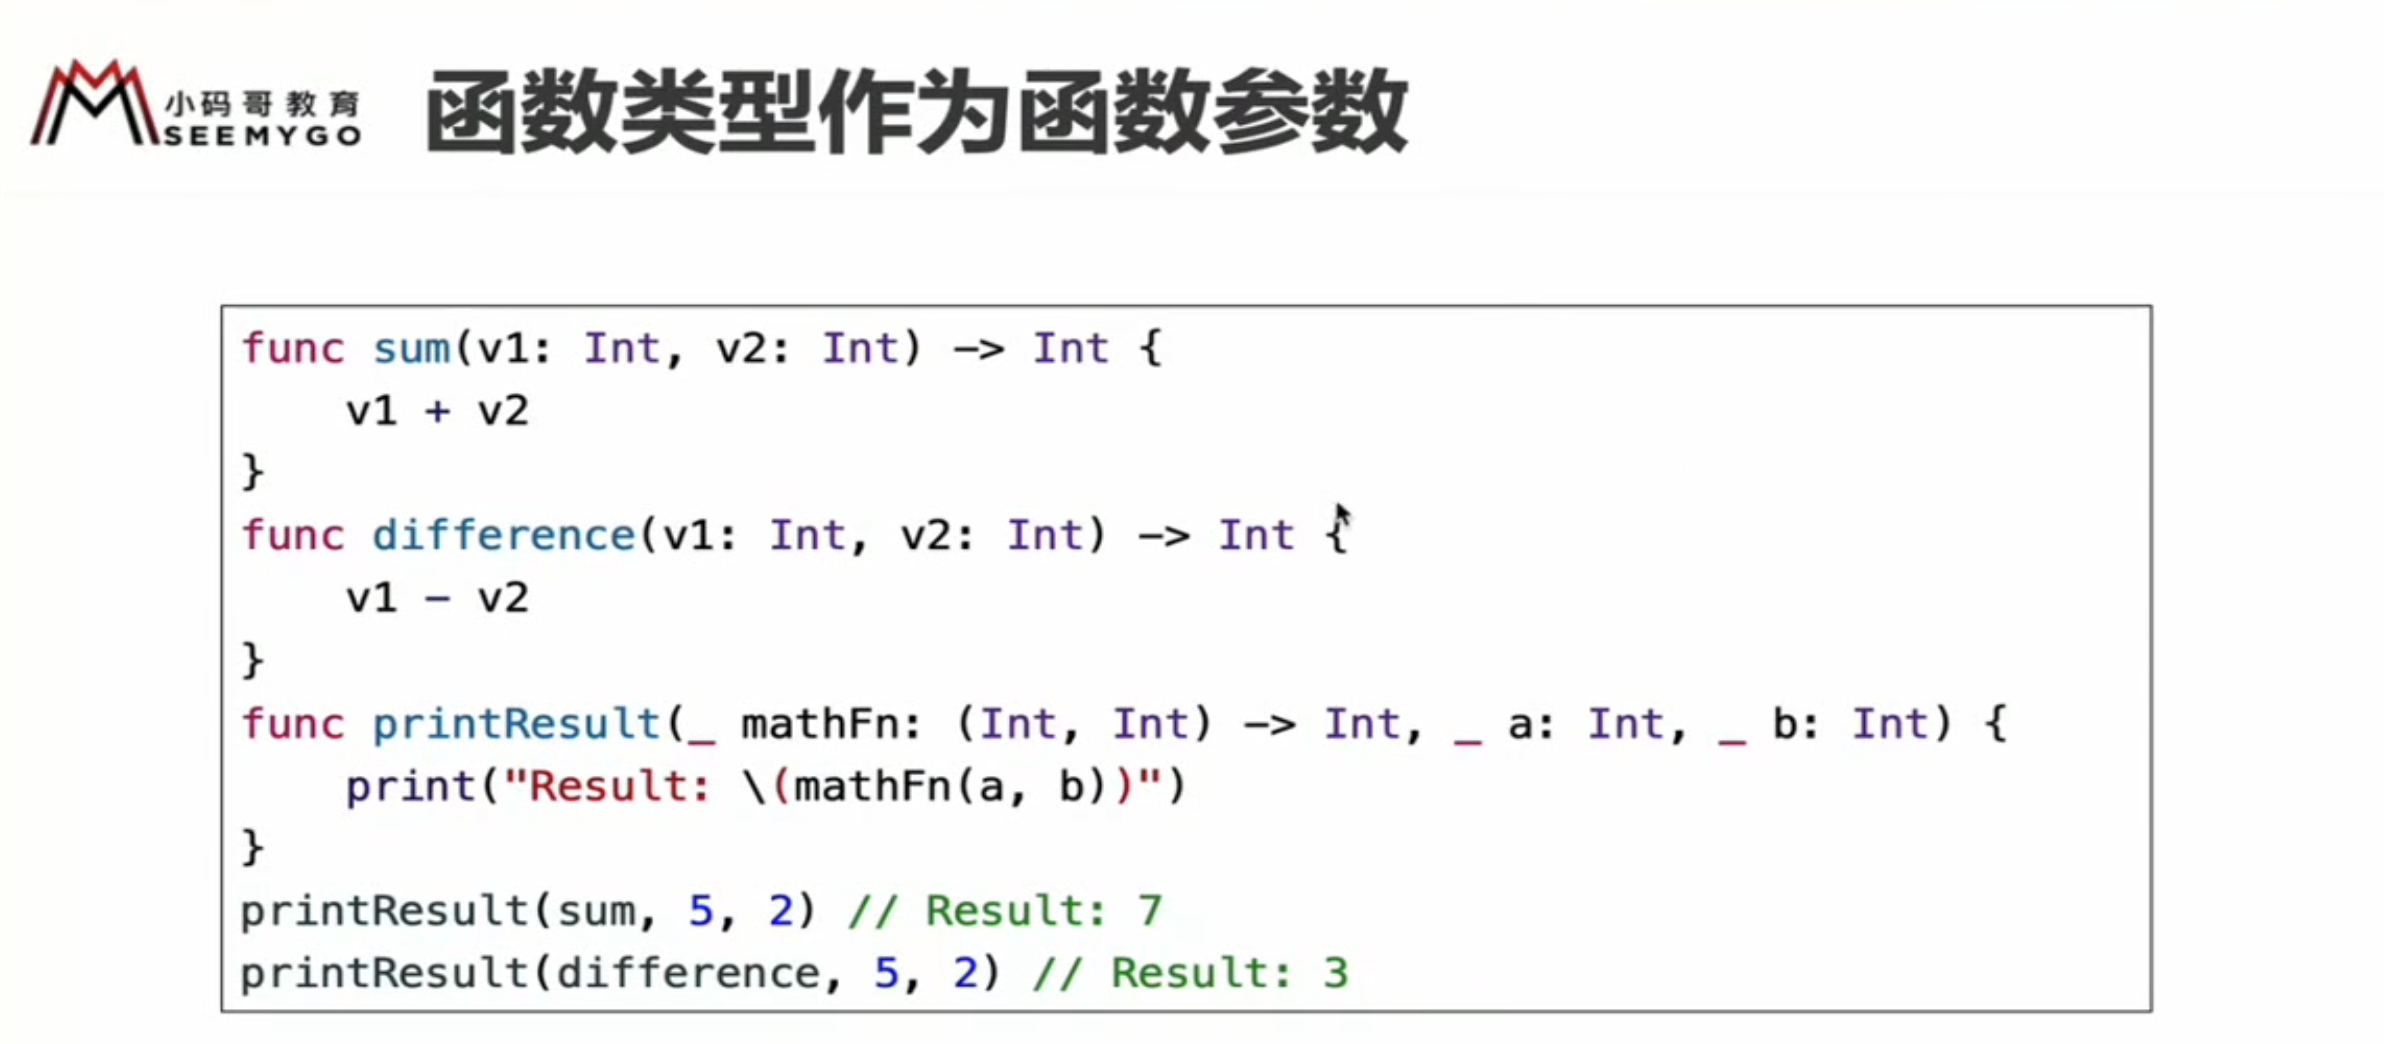 小码哥教育
SEEMYGO
函数类型作为函数参数
func sum(v1: Int, v2: Int) -> Int {
    v1 + v2
}
func difference(v1: Int, v2: Int) -> Int {
    v1 - v2
}
func printResult(_ mathFn: (Int, Int) -> Int, _ a: Int, _ b: Int) {
    print("Result: \(mathFn(a, b))")
}
printResult(sum, 5, 2) // Result: 7
printResult(difference, 5, 2) // Result: 3